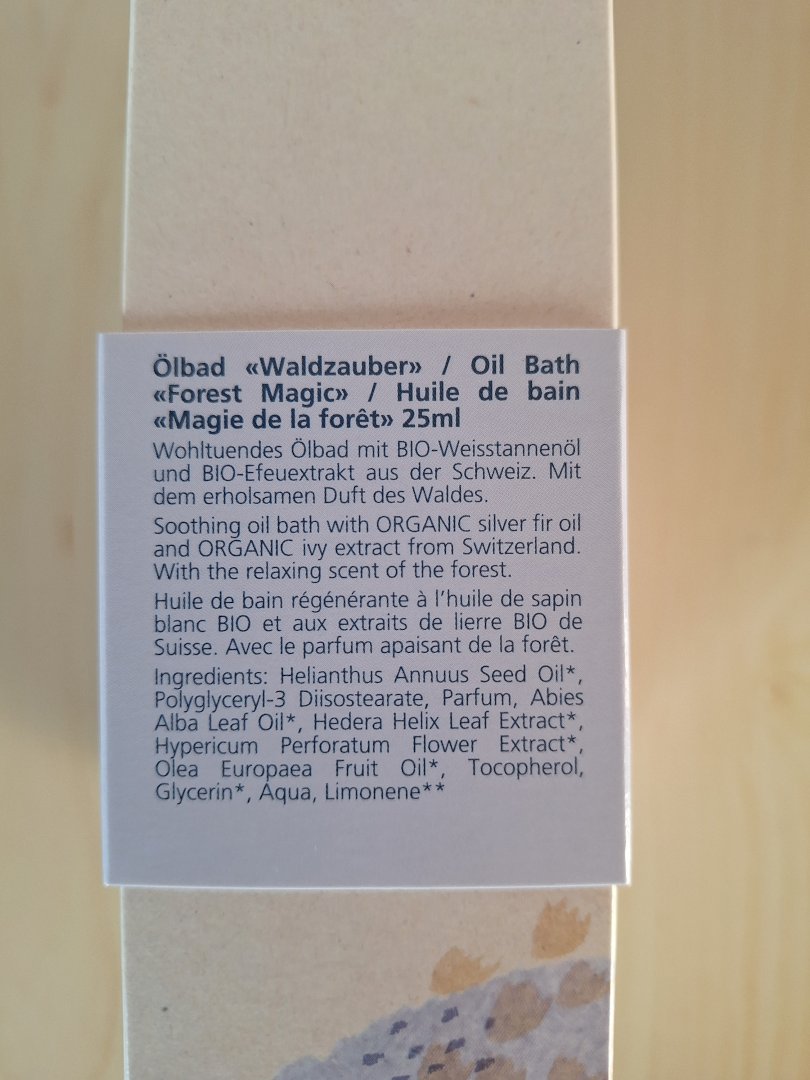 Ölbad «Waldzauber» / Oil Bath
«Forest Magic» / Huile de bain
«Magie de la forêt» 25ml
Wohltuendes Ölbad mit BIO-Weisstannenöl
und BIO-Efeuextrakt aus der Schweiz. Mit
dem erholsamen Duft des Waldes.
Soothing oil bath with ORGANIC silver fir oil
and ORGANIC ivy extract from Switzerland.
With the relaxing scent of the forest.
Huile de bain régénérante à l’huile de sapin
blanc BIO et aux extraits de lierre BIO de
Suisse. Avec le parfum apaisant de la forêt.
Ingredients: Helianthus Annuus Seed Oil*,
Polyglyceryl-3 Diisostearate, Parfum, Abies
Alba Leaf Oil*, Hedera Helix Leaf Extract*,
Hypericum Perforatum Flower Extract*,
Olea Europaea Fruit Oil*, Tocopherol,
Glycerin*, Aqua, Limonene**